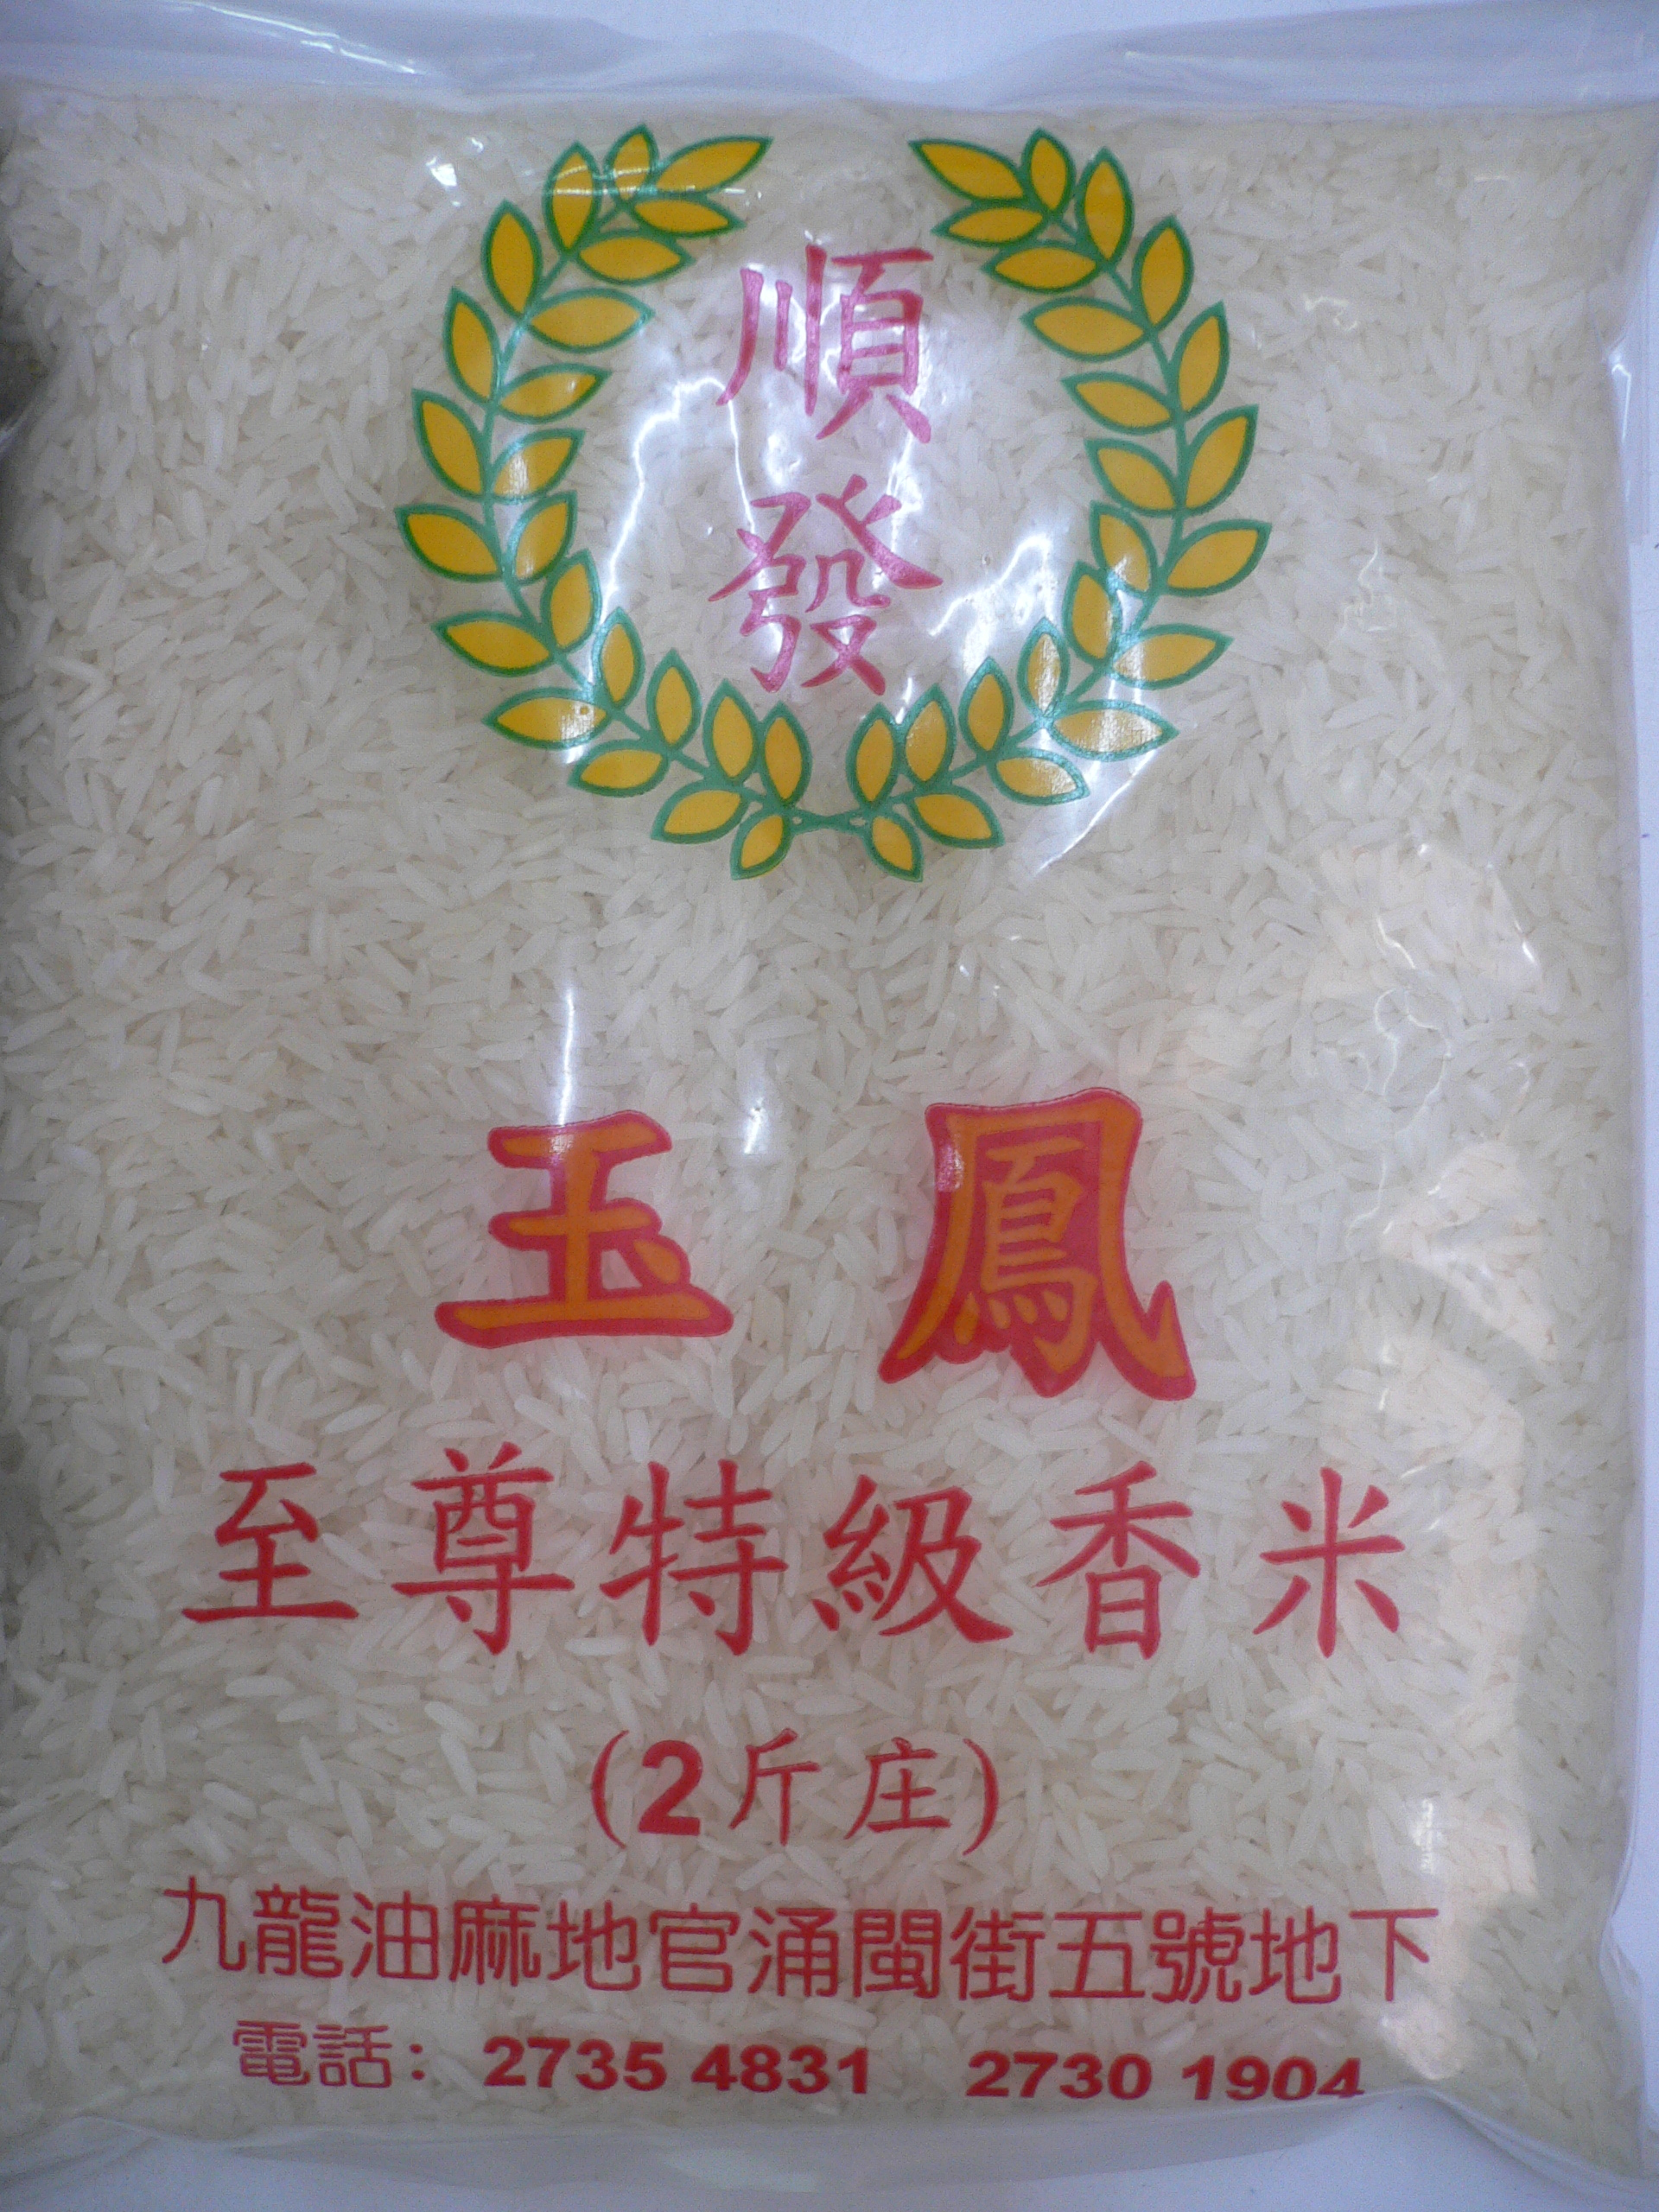 順
發
玉鳳
至尊特級香米
(2斤庄)
九龍油麻地官涌閩街五號地下
電話: 2735 4831 2730 1904